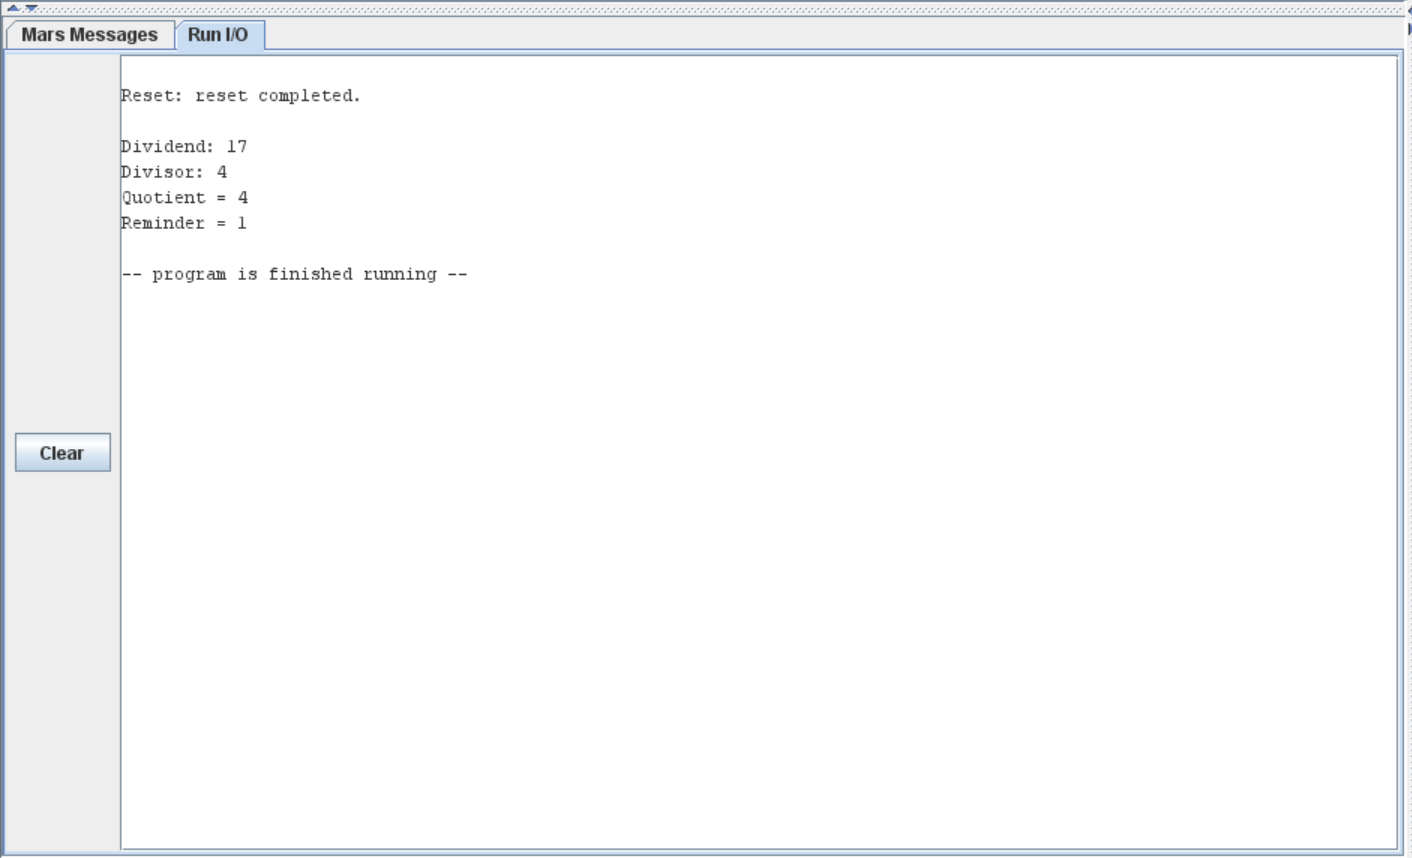 Mars Messages
Run I/O
Reset: reset completed.
Dividend: 17
Divisor: 4
Quotient = 4
Reminder = 1
-- program is finished running --
Clear